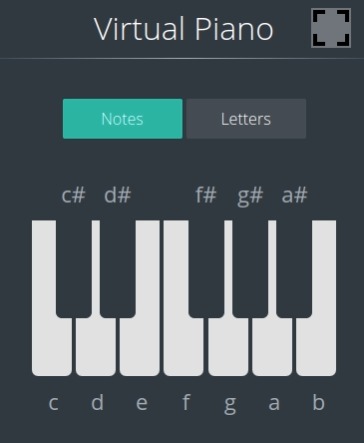 Virtual Piano
Notes Letters
c# d# f# g# a#
c d e f g a b